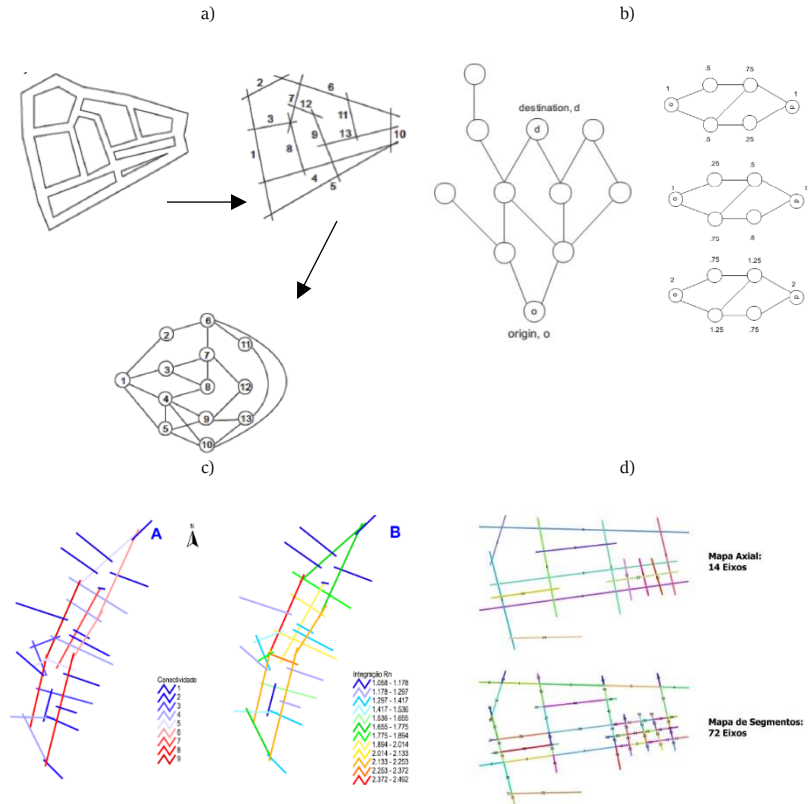 a)
b)
2
6
7
12
11
3
13
10
9
1
8
4
5
6
2
11
7
3
1
8
12
4
9
13
5
10
destination, d
d
o
origin, o
.5
.75
1
1
o
d
.5
25
.25
.5
1
1
o
.75
.5
.75
1.25
2
2
o
1.25
.75
c)
d)
A
N
B
Conectividade
1
2
3
4
5
6
7
8
9
Integração Rn
1.058 - 1.178
1.178 - 1.297
1.297 - 1.417
1.417 - 1.536
1.536 - 1.655
1.655 - 1.775
1.775 - 1.894
1.894 - 2.014
2.014 - 2.133
2.133 - 2.253
2.253 - 2.372
2.372 - 2.492
Mapa Axial:
14 Eixos
Mapa de Segmentos:
72 Eixos